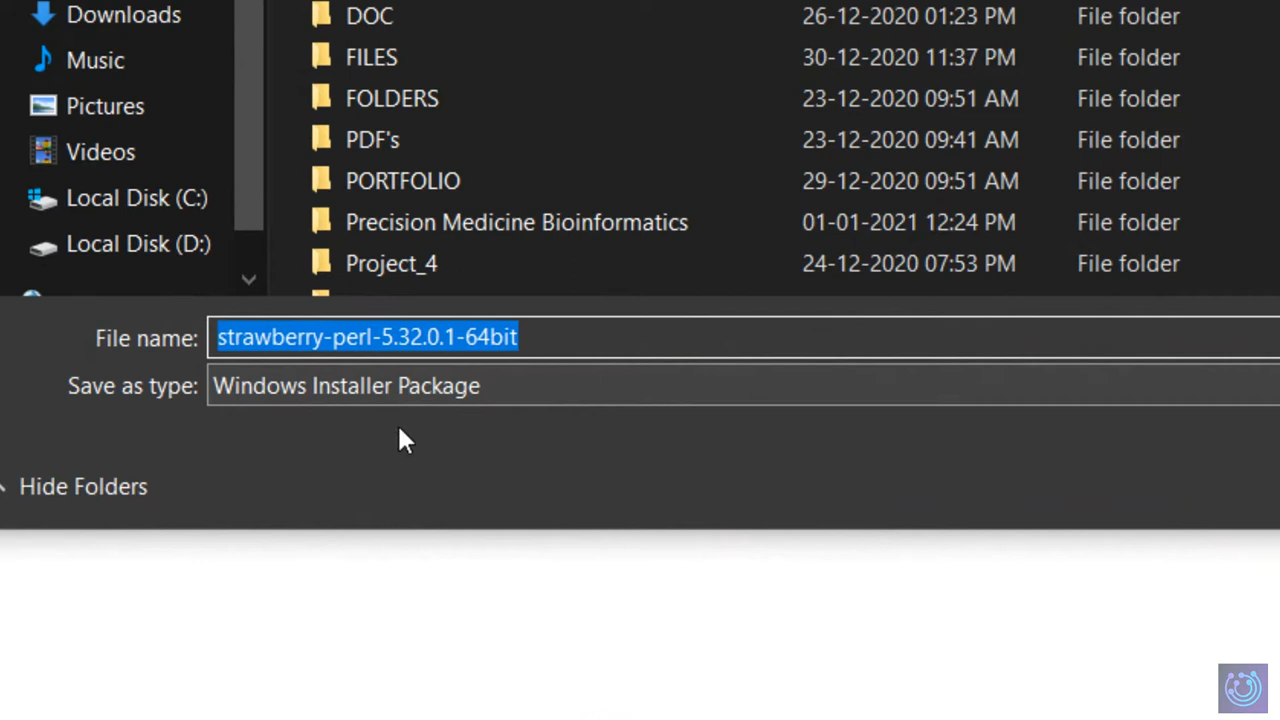 Downloads
Music
Pictures
Videos
Local Disk (C:)
Local Disk (D:)
DOC 26-12-2020 01:23 PM File folder
FILES 30-12-2020 11:37 PM File folder
FOLDERS 23-12-2020 09:51 AM File folder
PDF's 23-12-2020 09:41 AM File folder
PORTFOLIO 29-12-2020 09:51 AM File folder
Precision Medicine Bioinformatics 01-01-2021 12:24 PM File folder
Project_4 24-12-2020 07:53 PM File folder
File name: strawberry-perl-5.32.0.1-64bit
Save as type: Windows Installer Package
Hide Folders